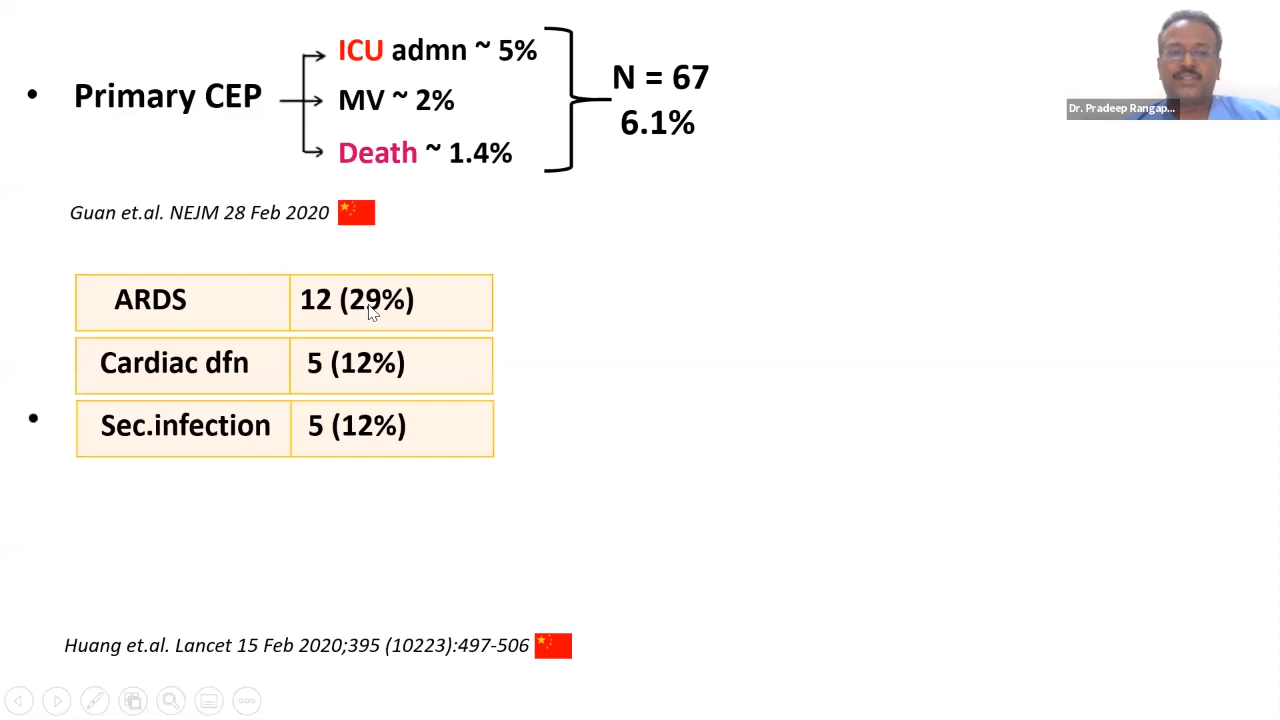 • Primary CEP
ICU admn ~ 5%
MV ~ 2%
Death ~ 1.4%
N = 67
6.1%
Dr. Pradeep Rangap...
Guan et.al. NEJM 28 Feb 2020
ARDS 12 (29%)
Cardiac dfn 5 (12%)
• Sec.infection 5 (12%)
Huang et.al. Lancet 15 Feb 2020;395 (10223):497-506